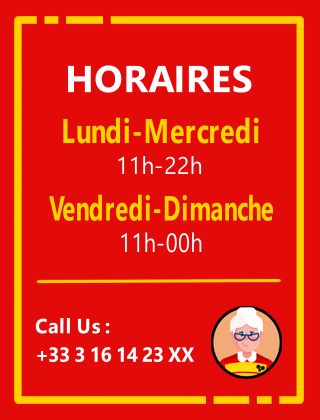 HORAIRES
Lundi-Mercredi
11h-22h
Vendredi-Dimanche
11h-00h
Call Us :
+33 3 16 14 23 XX